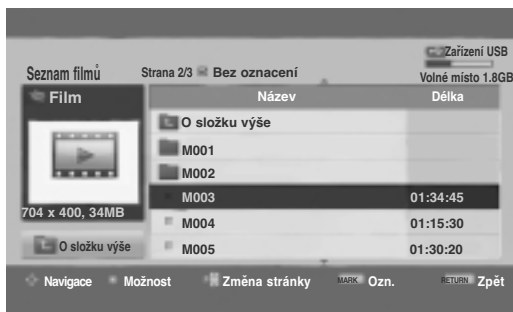 Zařízení USB
Seznam filmů Strana 2/3 Bez oznacení Volné místo 1.8GB
Film Název Délka
O složku výše
M001
M002
M003 01:34:45
704 x 400, 34MB M004 01:15:30
O složku výše M005 01:30:20
Navigace Možnost Změna stránky MARK Ozn. RETURN Zpět